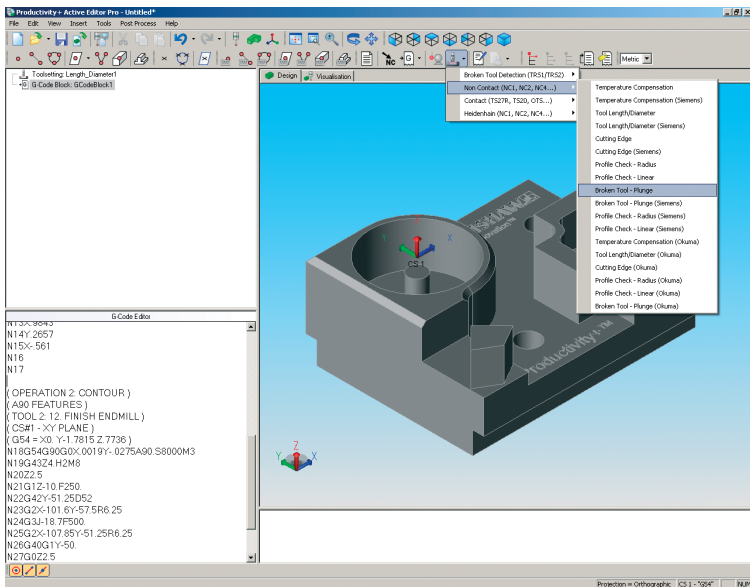 Productivity+ Active Editor Pro - Untitled*
File Edit View Insert Tools Post Process Help
NC
G
Metric
Toolsetting: Length_Diameter1
G-Code Block: GCodeBlock1
Design
Visualisation
Broken Tool Detection (TRS1/TRS2)
Non Contact (NC1, NC2, NC4...)
Contact (TS27R, TS20, OTS...)
Heidenhain (NC1, NC2, NC4...)
Temperature Compensation
Temperature Compensation (Siemens)
Tool Length/Diameter
Tool Length/Diameter (Siemens)
Cutting Edge
Cutting Edge (Siemens)
Profile Check - Radius
Profile Check - Linear
Broken Tool - Plunge
Broken Tool - Plunge (Siemens)
Profile Check - Radius (Siemens)
Profile Check - Linear (Siemens)
Temperature Compensation (Okuma)
Tool Length/Diameter (Okuma)
Cutting Edge (Okuma)
Profile Check - Radius (Okuma)
Profile Check - Linear (Okuma)
Broken Tool - Plunge (Okuma)
Z
Y
X
CS 1
Productivity+™
Z
Y
X
G-Code Editor
N13X.9843
N14Y.2657
N15X-.561
N16
N17
( OPERATION 2: CONTOUR )
( A90 FEATURES )
( TOOL 2: 12. FINISH ENDMILL )
( CS#1 - XY PLANE )
( G54 = X0. Y-1.7815 Z.7736 )
N18G54G90G0X.0019Y-.0275A90.S8000M3
N19G43Z4.H2M8
N20Z2.5
N21G1Z-10.F250.
N22G42Y-51.25D52
N23G2X-101.6Y-57.5R6.25
N24G3J-18.7F500.
N25G2X-107.85Y-51.25R6.25
N26G40G1Y-50.
N27G0Z2.5
Projection = Orthographic
CS 1 - "G54"
NUM